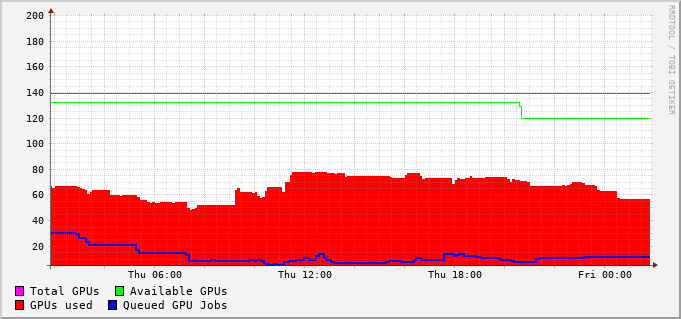 200
180
160
140
120
100
80
60
40
20
Thu 06:00 Thu 12:00 Thu 18:00 Fri 00:00
Total GPUs Available GPUs
GPUs used Queued GPU Jobs
RRDTOOL / TOBI OETIKER